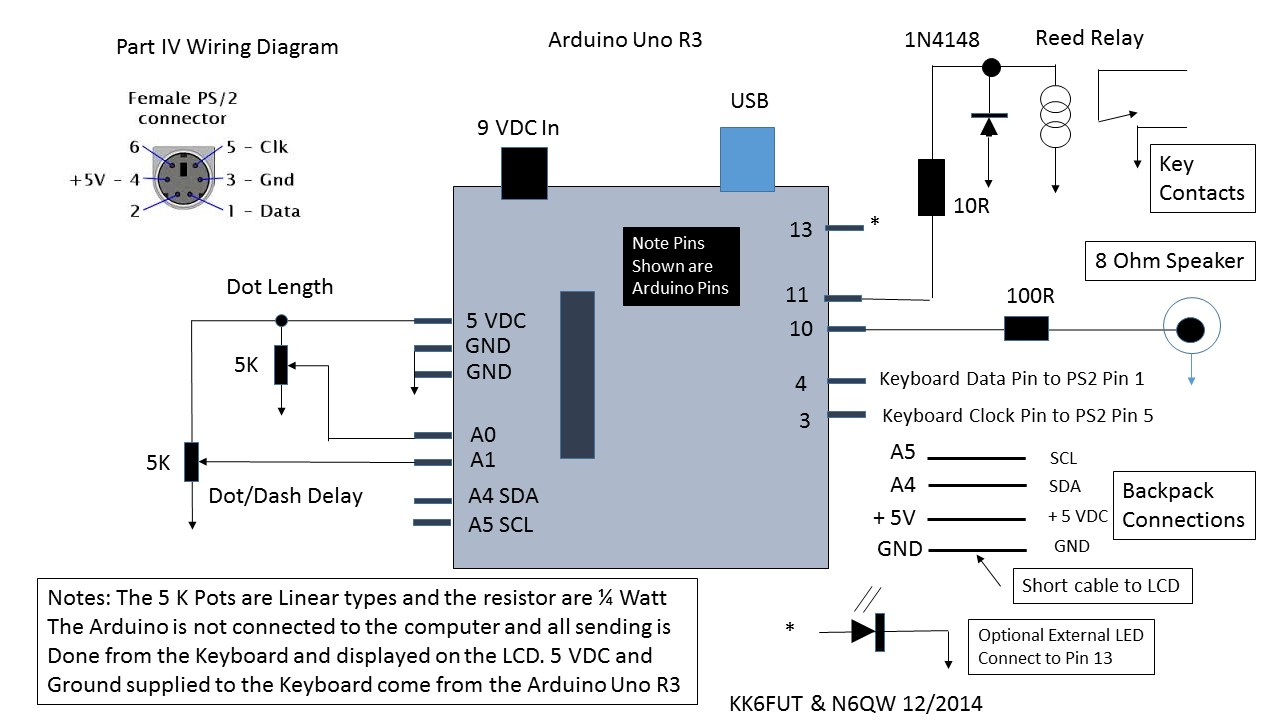 Part IV Wiring Diagram
Arduino Uno R3
1N4148
Reed Relay
Female PS/2
connector
6
5 - Clk
+5V - 4
3 - Gnd
2
1 - Data
9 VDC In
USB
Key
Contacts
10R
Note Pins
Shown are
Arduino Pins
13
*
11
10
4
3
8 Ohm Speaker
100R
Dot Length
5K
5K
Dot/Dash Delay
5 VDC
GND
GND
A0
A1
A4 SDA
A5 SCL
Keyboard Data Pin to PS2 Pin 1
Keyboard Clock Pin to PS2 Pin 5
A5 SCL
A4 SDA
+ 5V + 5 VDC
GND GND
Backpack
Connections
Short cable to LCD
*
Optional External LED
Connect to Pin 13
Notes: The 5 K Pots are Linear types and the resistor are ¼ Watt
The Arduino is not connected to the computer and all sending is
Done from the Keyboard and displayed on the LCD. 5 VDC and
Ground supplied to the Keyboard come from the Arduino Uno R3
KK6FUT & N6QW 12/2014